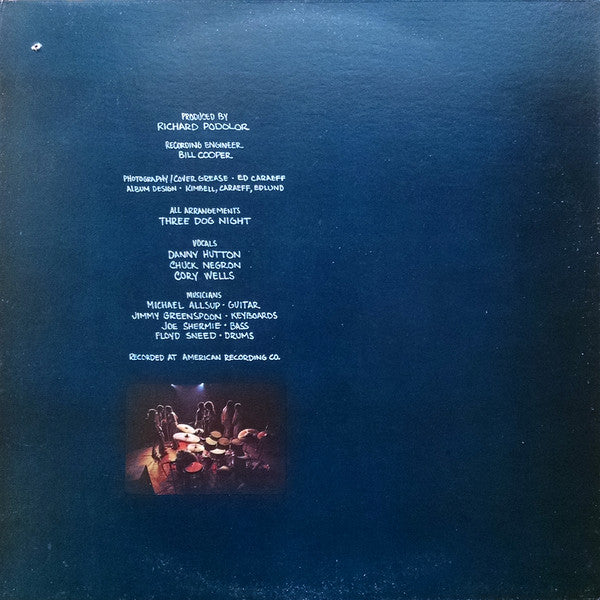 PRODUCED BY
RICHARD PODOLOR
RECORDING ENGINEER
BILL COOPER
PHOTOGRAPHY/COVER GREASE · ED CARAEFF
ALBUM DESIGN · KIMBELL, CARAEFF, EDLUND
ALL ARRANGEMENTS
THREE DOG NIGHT
VOCALS
DANNY HUTTON
CHUCK NEGRON
CORY WELLS
MUSICIANS
MICHAEL ALLSUP · GUITAR
JIMMY GREENSPOON · KEYBOARDS
JOE SHERMIE · BASS
FLOYD SNEED · DRUMS
RECORDED AT AMERICAN RECORDING CO.